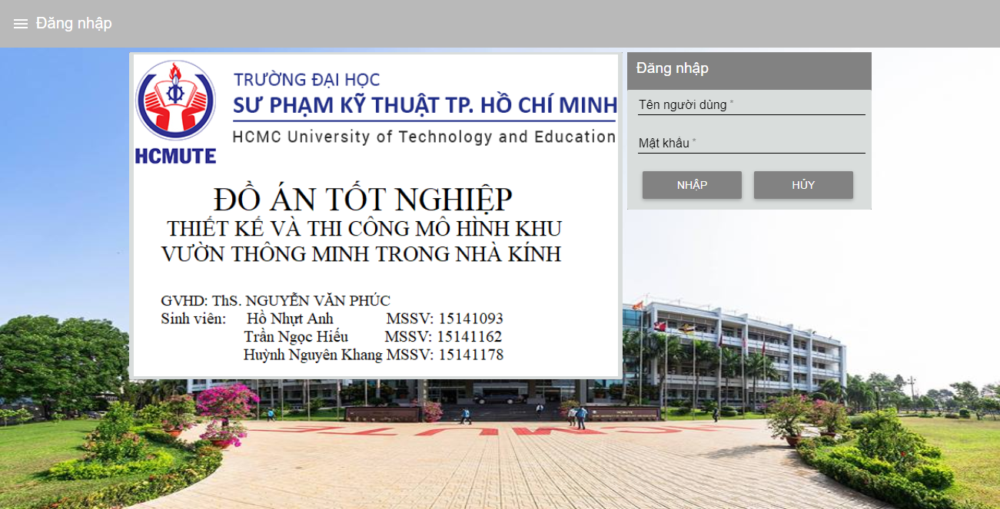 Đăng nhập
TRƯỜNG ĐẠI HỌC
SƯ PHẠM KỸ THUẬT TP. HỒ CHÍ MINH
HCMC University of Technology and Education
HCMUTE
ĐỒ ÁN TỐT NGHIỆP
THIẾT KẾ VÀ THI CÔNG MÔ HÌNH KHU
VƯỜN THÔNG MINH TRONG NHÀ KÍNH
GVHD: ThS. NGUYỄN VĂN PHÚC
Sinh viên: Hồ Nhựt Anh MSSV: 15141093
Trần Ngọc Hiếu MSSV: 15141162
Huỳnh Nguyên Khang MSSV: 15141178
Đăng nhập
Tên người dùng *
Mật khẩu *
NHẬP HỦY
HCMUTE